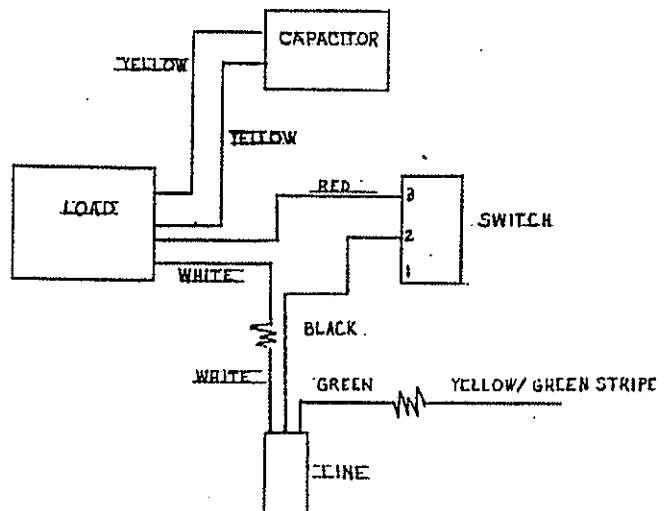 CAPACITOR
YELLOW
YELLOW
LOAD
RED
3
SWITCH
2
1
WHITE
BLACK.
WHITE
GREEN
YELLOW/GREEN STRIPE
LINE